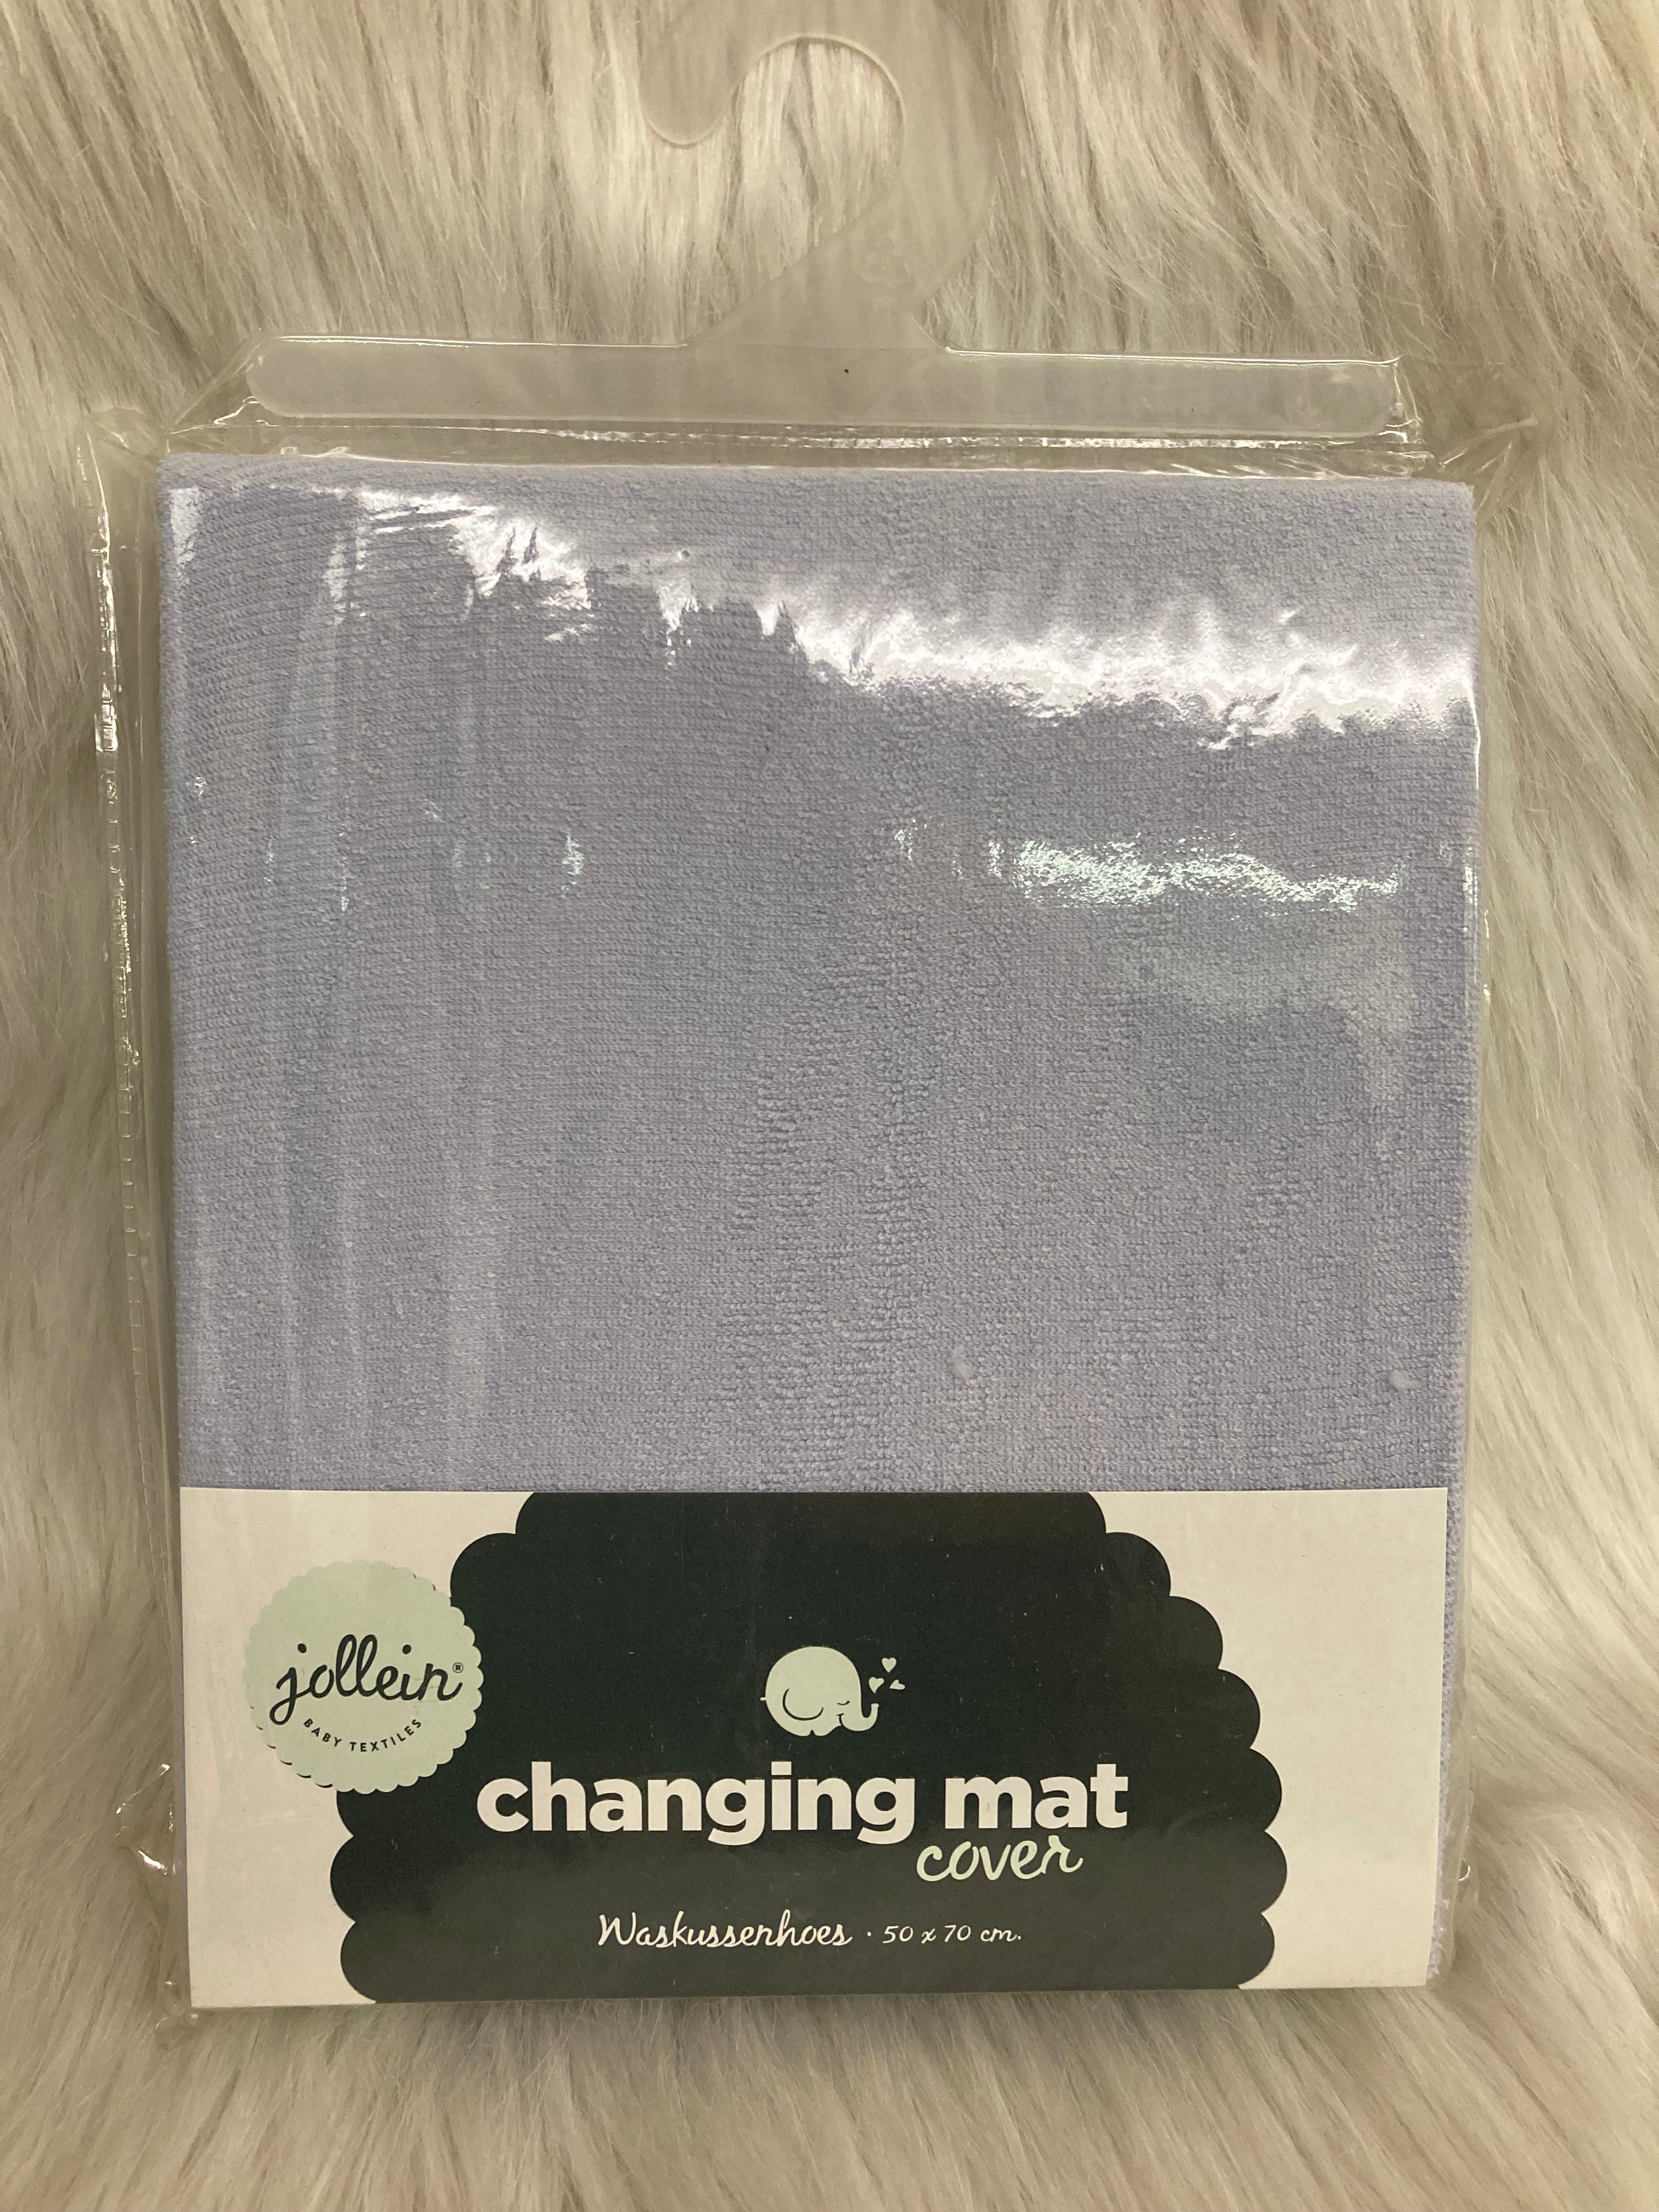 jollein®
BABY TEXTILES
changing mat
cover
Waskussenhoes · 50 x 70 cm.